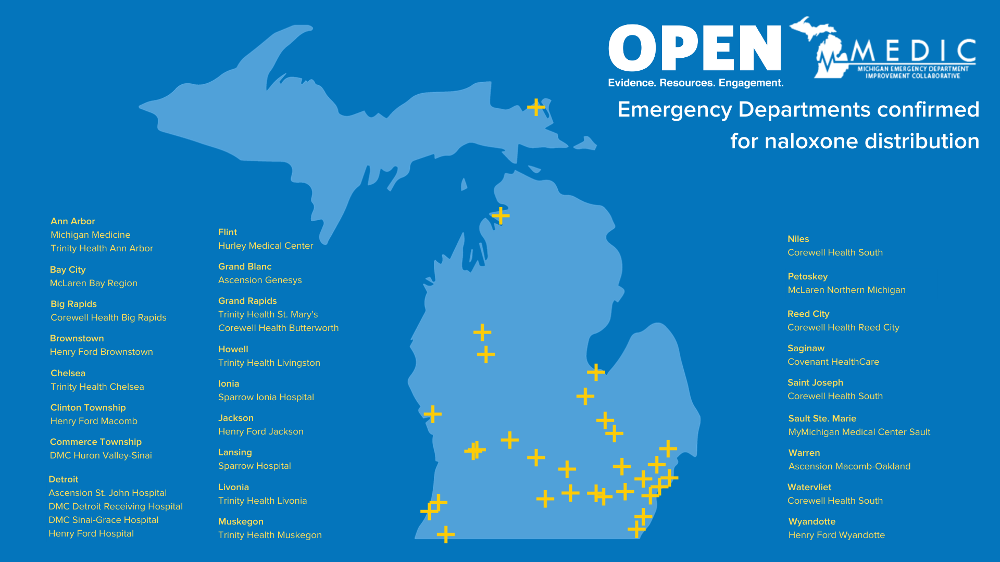 OPEN
Evidence. Resources. Engagement.
MEDIC
MICHIGAN EMERGENCY DEPARTMENT
IMPROVEMENT COLLABORATIVE
Emergency Departments confirmed
for naloxone distribution
Ann Arbor
Michigan Medicine
Trinity Health Ann Arbor
Bay City
McLaren Bay Region
Big Rapids
Corewell Health Big Rapids
Brownstown
Henry Ford Brownstown
Chelsea
Trinity Health Chelsea
Clinton Township
Henry Ford Macomb
Commerce Township
DMC Huron Valley-Sinai
Detroit
Ascension St. John Hospital
DMC Detroit Receiving Hospital
DMC Sinai-Grace Hospital
Henry Ford Hospital
Flint
Hurley Medical Center
Grand Blanc
Ascension Genesys
Grand Rapids
Trinity Health St. Mary's
Corewell Health Butterworth
Howell
Trinity Health Livingston
Ionia
Sparrow Ionia Hospital
Jackson
Henry Ford Jackson
Lansing
Sparrow Hospital
Livonia
Trinity Health Livonia
Muskegon
Trinity Health Muskegon
Niles
Corewell Health South
Petoskey
McLaren Northern Michigan
Reed City
Corewell Health Reed City
Saginaw
Covenant HealthCare
Saint Joseph
Corewell Health South
Sault Ste. Marie
MyMichigan Medical Center Sault
Warren
Ascension Macomb-Oakland
Watervliet
Corewell Health South
Wyandotte
Henry Ford Wyandotte